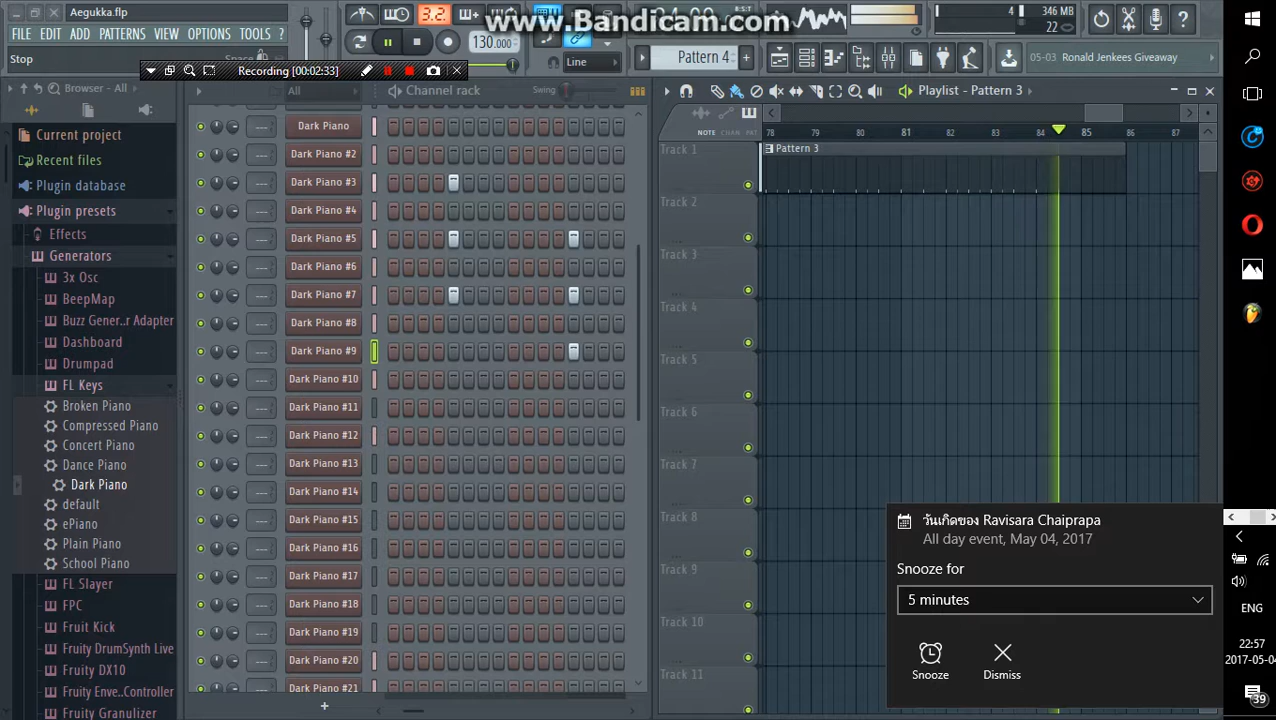 Aegukka.flp
www.Bandicam.com
FILE EDIT ADD PATTERNS VIEW OPTIONS TOOLS ?
Stop
3.2
130.000
Line
Pattern 4
4
346 MB
22
05-03 Ronald Jenkees Giveaway
Recording [00:02:33]
Browser - All
All
Channel rack
Swing
Playlist - Pattern 3
Current project
Recent files
Plugin database
Plugin presets
Effects
Generators
3x Osc
BeepMap
Buzz Gener..r Adapter
Dashboard
Drumpad
FL Keys
Broken Piano
Compressed Piano
Concert Piano
Dance Piano
Dark Piano
default
ePiano
Plain Piano
School Piano
FL Slayer
FPC
Fruit Kick
Fruity DrumSynth Live
Fruity DX10
Fruity Enve..Controller
Fruity Granulizer
Dark Piano
Dark Piano #2
Dark Piano #3
Dark Piano #4
Dark Piano #5
Dark Piano #6
Dark Piano #7
Dark Piano #8
Dark Piano #9
Dark Piano #10
Dark Piano #11
Dark Piano #12
Dark Piano #13
Dark Piano #14
Dark Piano #15
Dark Piano #16
Dark Piano #17
Dark Piano #18
Dark Piano #19
Dark Piano #20
Dark Piano #21
NOTE CHAN PAT
78 79 80 81 82 83 84 85 86 87
Pattern 3
Track 1
Track 2
Track 3
Track 4
Track 5
Track 6
Track 7
Track 8
Track 9
Track 10
Track 11
วันเกิดของ Ravisara Chaiprapa
All day event, May 04, 2017
Snooze for
5 minutes
Snooze
Dismiss
ENG
22:57
2017-05-04
39